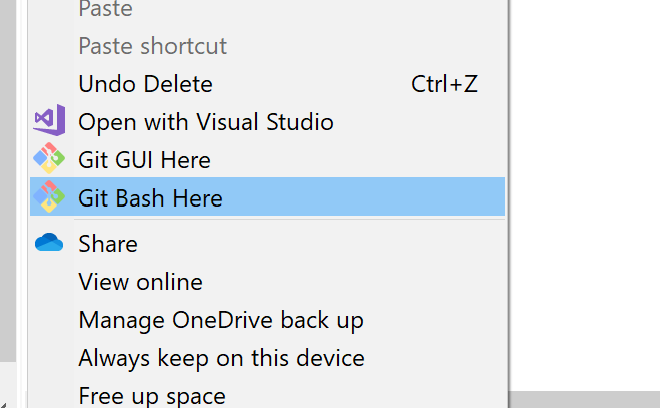 Paste
Paste shortcut
Undo Delete Ctrl+Z
Open with Visual Studio
Git GUI Here
Git Bash Here
Share
View online
Manage OneDrive back up
Always keep on this device
Free up space